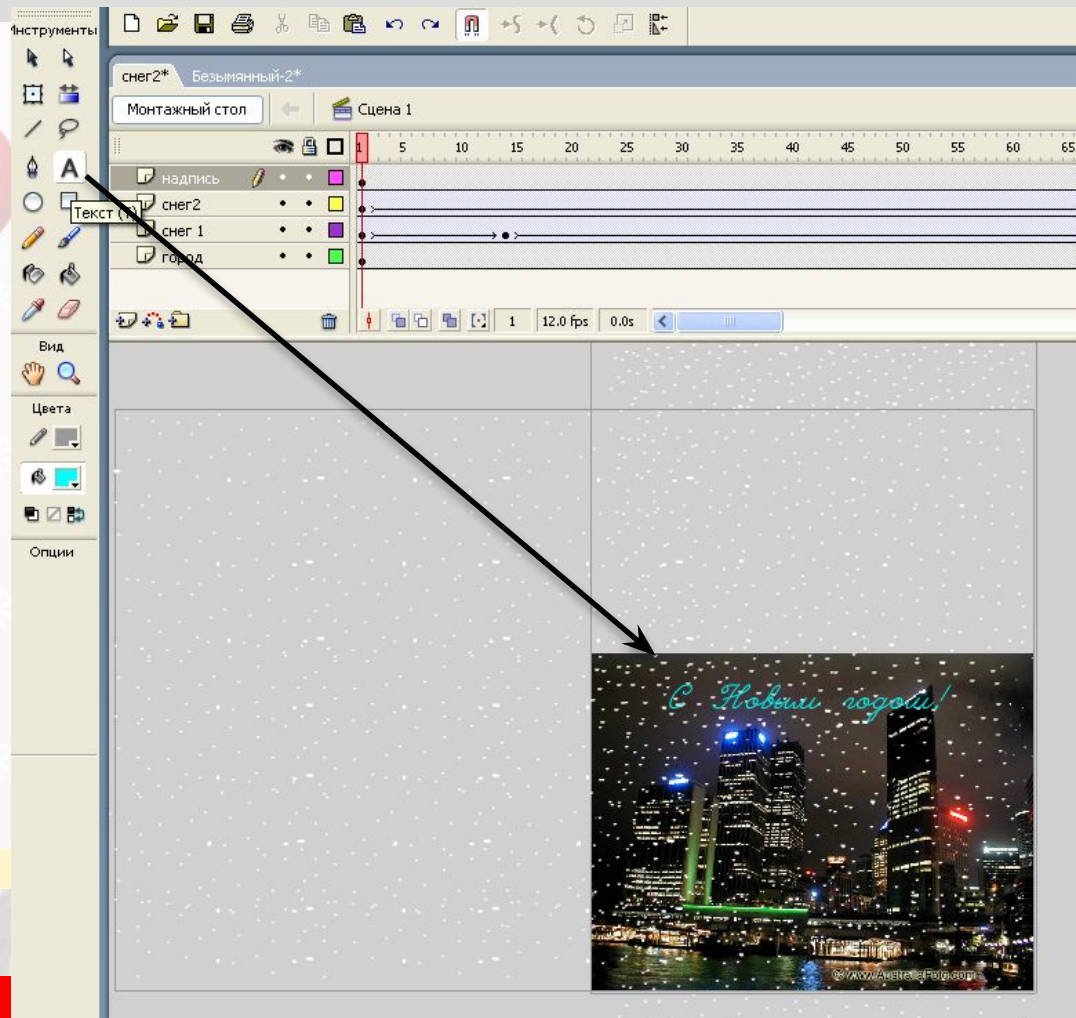 Инструменты
снег2* Безымянный-2*
Монтажный стол Сцена 1
1 5 10 15 20 25 30 35 40 45 50 55 60 65
надпись
Текст (T)
снег2
снег 1
город
1 12.0 fps 0.0s
Вид
Цвета
Опции
С Новым годом!
©www.AustraliaFoto.com